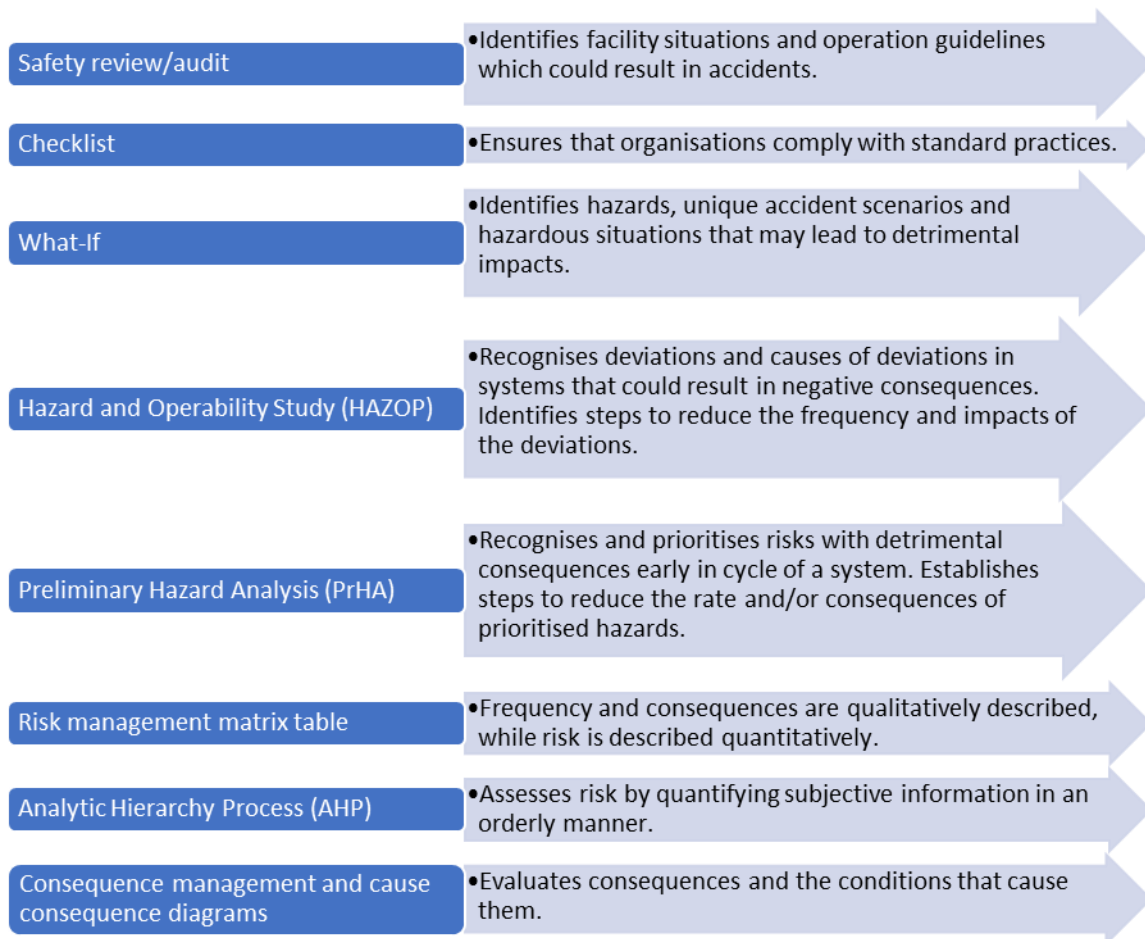 Safety review/audit
•Identifies facility situations and operation guidelines
which could result in accidents.
Checklist
•Ensures that organisations comply with standard practices.
What-If
•Identifies hazards, unique accident scenarios and
hazardous situations that may lead to detrimental
impacts.
Hazard and Operability Study (HAZOP)
•Recognises deviations and causes of deviations in
systems that could result in negative consequences.
Identifies steps to reduce the frequency and impacts of
the deviations.
Preliminary Hazard Analysis (PrHA)
•Recognises and prioritises risks with detrimental
consequences early in cycle of a system. Establishes
steps to reduce the rate and/or consequences of
prioritised hazards.
Risk management matrix table
•Frequency and consequences are qualitatively described,
while risk is described quantitatively.
Analytic Hierarchy Process (AHP)
•Assesses risk by quantifying subjective information in an
orderly manner.
Consequence management and cause
consequence diagrams
•Evaluates consequences and the conditions that cause
them.